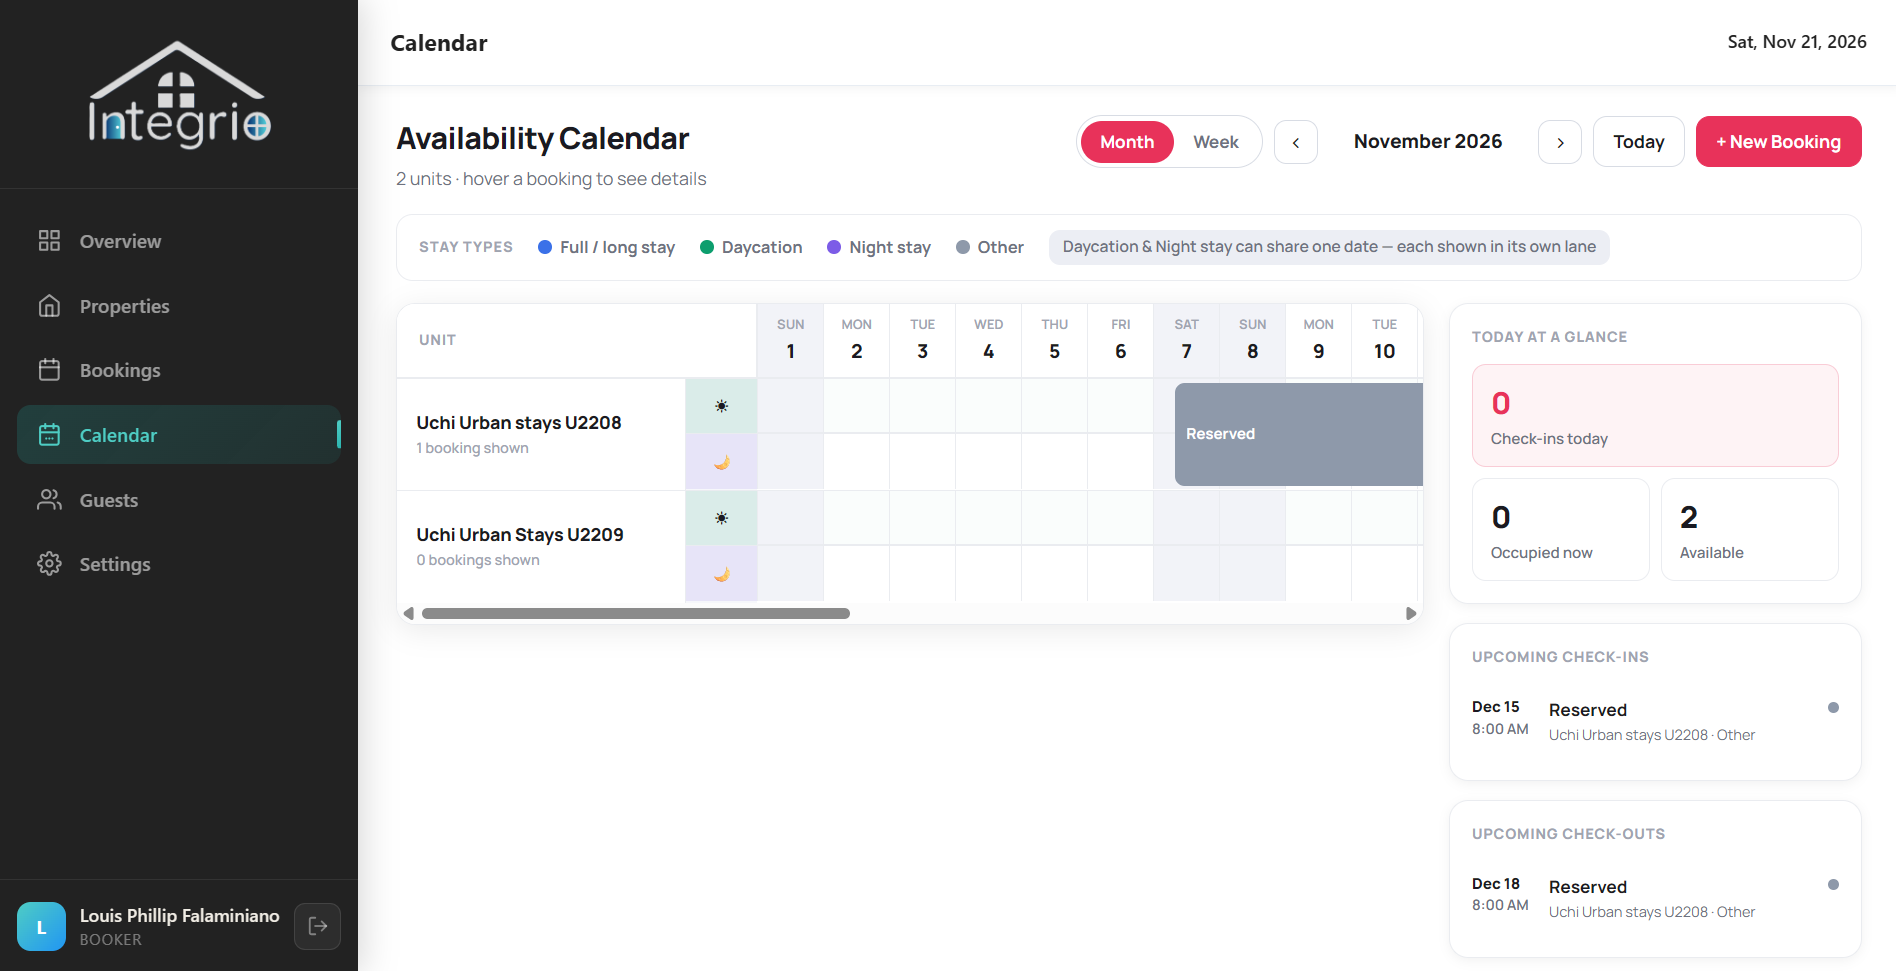 Integrio
Overview
Properties
Bookings
Calendar
Guests
Settings
Louis Phillip Falaminiano
BOOKER
L
Calendar
Sat, Nov 21, 2026
Availability Calendar
2 units · hover a booking to see details
Month
Week
‹
November 2026
›
Today
+ New Booking
STAY TYPES
Full / long stay
Daycation
Night stay
Other
Daycation & Night stay can share one date — each shown in its own lane
UNIT
SUN 1
MON 2
TUE 3
WED 4
THU 5
FRI 6
SAT 7
SUN 8
MON 9
TUE 10
Uchi Urban stays U2208
1 booking shown
Reserved
Uchi Urban Stays U2209
0 bookings shown
TODAY AT A GLANCE
0
Check-ins today
0
Occupied now
2
Available
UPCOMING CHECK-INS
Dec 15
8:00 AM
Reserved
Uchi Urban stays U2208 · Other
UPCOMING CHECK-OUTS
Dec 18
8:00 AM
Reserved
Uchi Urban stays U2208 · Other